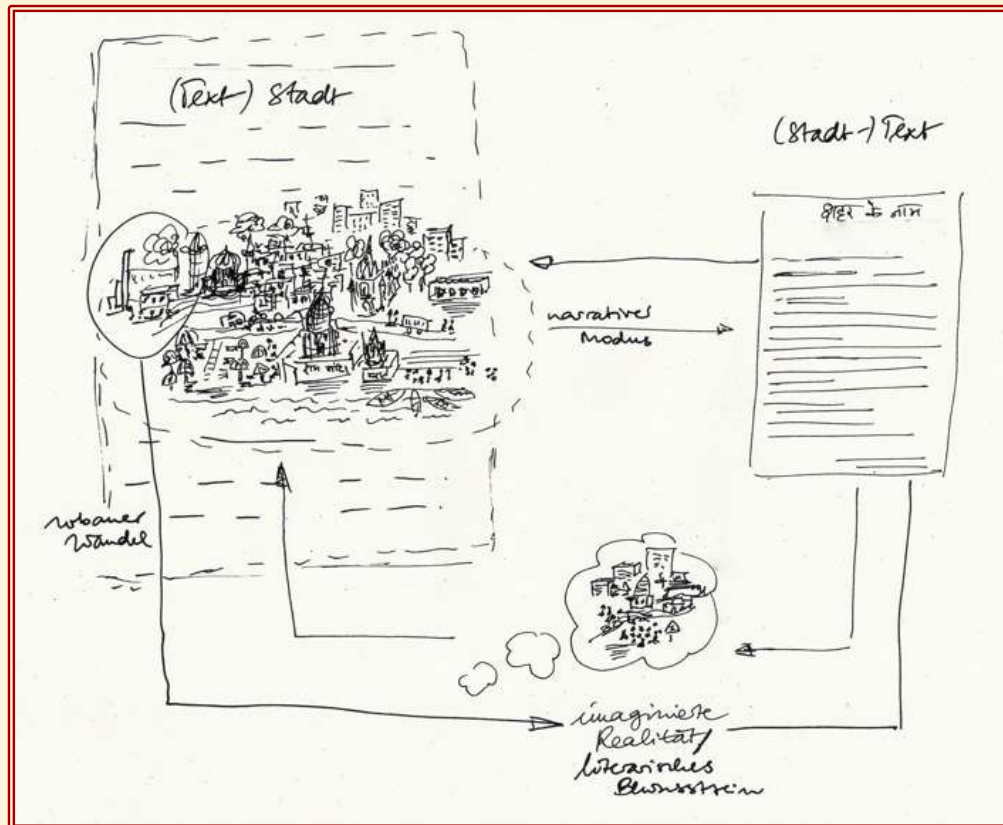 (Text-) Stadt
(Stadt-) Text
शहर के नाम
narratives
Modus
राम घाट
urbaner
Wandel
imaginierte
Realität/
literarisches
Bewusstsein